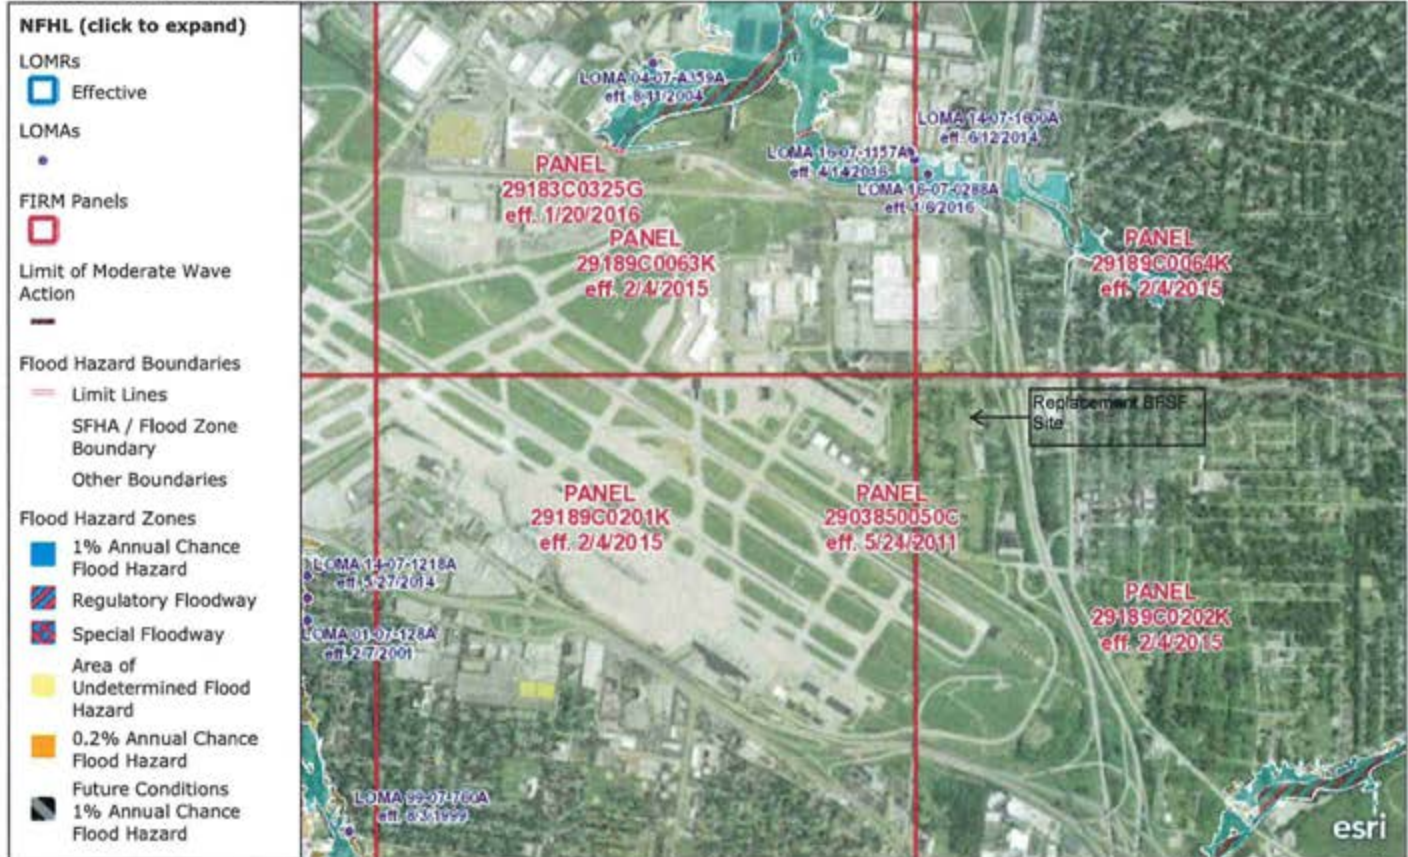 NFHL (click to expand)
LOMRs
Effective
LOMAs
FIRM Panels
Limit of Moderate Wave
Action
Flood Hazard Boundaries
Limit Lines
SFHA / Flood Zone
Boundary
Other Boundaries
Flood Hazard Zones
1% Annual Chance
Flood Hazard
Regulatory Floodway
Special Floodway
Area of
Undetermined Flood
Hazard
0.2% Annual Chance
Flood Hazard
Future Conditions
1% Annual Chance
Flood Hazard
LOMA 04-07-A359A
eff. 8/11/2004
LOMA 14-07-1600A
eff. 6/12/2014
LOMA 16-07-1157A
eff. 4/14/2016
LOMA 16-07-0288A
eff. 1/6/2016
PANEL
29183C0325G
eff. 1/20/2016
PANEL
29189C0063K
eff. 2/4/2015
PANEL
29189C0064K
eff. 2/4/2015
Replacement BFSF
Site
PANEL
29189C0201K
eff. 2/4/2015
PANEL
2903850050C
eff. 5/24/2011
LOMA 14-07-1218A
eff. 5/27/2014
LOMA 01-07-128A
eff. 2/7/2001
PANEL
29189C0202K
eff. 2/4/2015
LOMA 99-07-760A
eff. 8/3/1999
esri